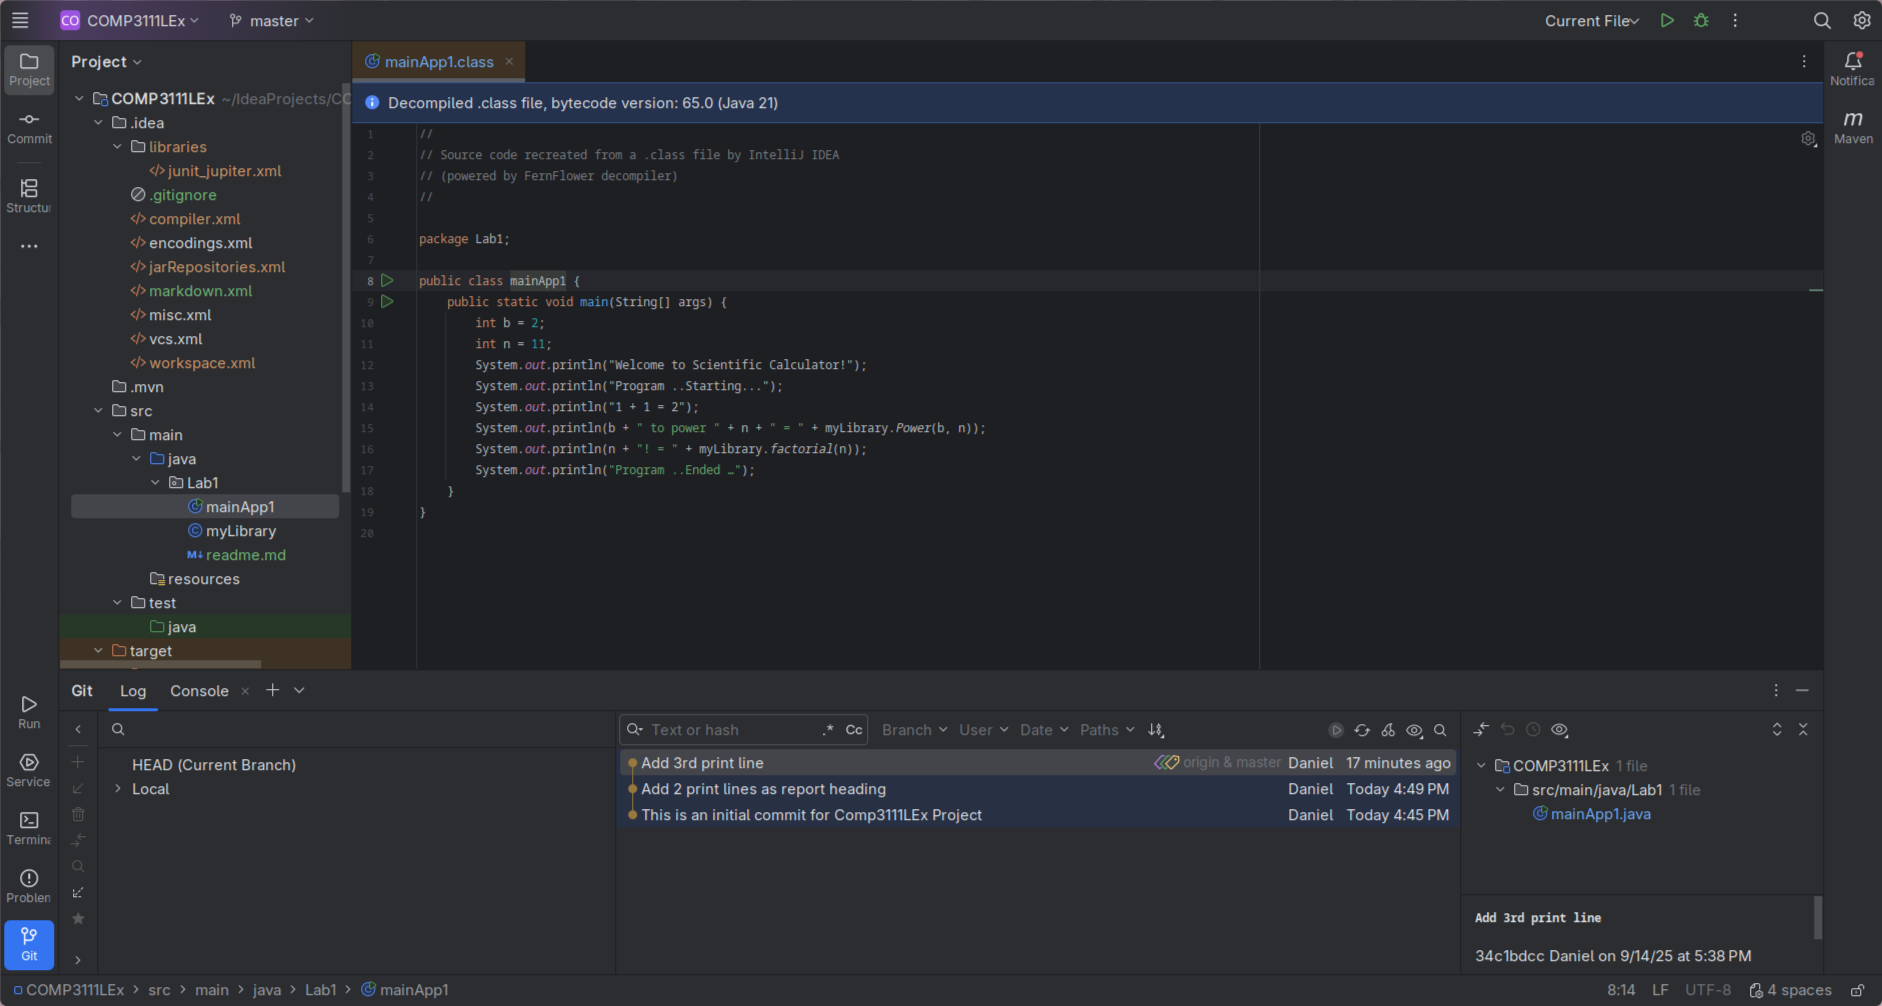 CO COMP3111LEx master Current File
Project
mainApp1.class
Project
Commit
Structu
COMP3111LEx ~/IdeaProjects/CO
.idea
libraries
junit_jupiter.xml
.gitignore
compiler.xml
encodings.xml
jarRepositories.xml
markdown.xml
misc.xml
vcs.xml
workspace.xml
.mvn
src
main
java
Lab1
mainApp1
myLibrary
readme.md
resources
test
java
target
Decompiled .class file, bytecode version: 65.0 (Java 21)
1 //
2 // Source code recreated from a .class file by IntelliJ IDEA
3 // (powered by FernFlower decompiler)
4 //
5
6 package Lab1;
7
8 public class mainApp1 {
9 public static void main(String[] args) {
10 int b = 2;
11 int n = 11;
12 System.out.println("Welcome to Scientific Calculator!");
13 System.out.println("Program ..Starting...");
14 System.out.println("1 + 1 = 2");
15 System.out.println(b + " to power " + n + " = " + myLibrary.Power(b, n));
16 System.out.println(n + "! = " + myLibrary.factorial(n));
17 System.out.println("Program ..Ended …");
18 }
19 }
20
Notifica
m
Maven
Run
Service
Termina
Problen
Git
Git Log Console
HEAD (Current Branch)
Local
Text or hash .* Cc Branch User Date Paths
Add 3rd print line origin & master Daniel 17 minutes ago
Add 2 print lines as report heading Daniel Today 4:49 PM
This is an initial commit for Comp3111LEx Project Daniel Today 4:45 PM
COMP3111LEx 1 file
src/main/java/Lab1 1 file
mainApp1.java
Add 3rd print line
34c1bdcc Daniel on 9/14/25 at 5:38 PM
COMP3111LEx > src > main > java > Lab1 > mainApp1
8:14 LF UTF-8 4 spaces